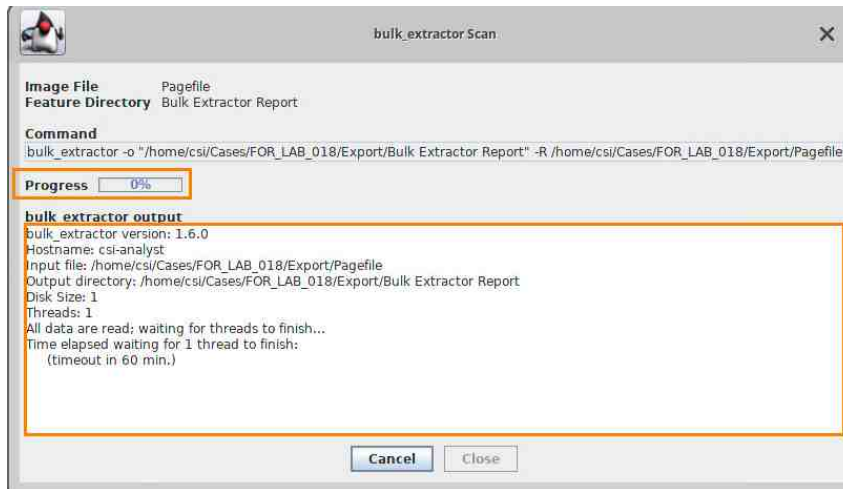 bulk_extractor Scan
Image File Pagefile
Feature Directory Bulk Extractor Report
Command
bulk_extractor -o "/home/csi/Cases/FOR_LAB_018/Export/Bulk Extractor Report" -R /home/csi/Cases/FOR_LAB_018/Export/Pagefile
Progress 0%
bulk_extractor output
bulk_extractor version: 1.6.0
Hostname: csi-analyst
Input file: /home/csi/Cases/FOR_LAB_018/Export/Pagefile
Output directory: /home/csi/Cases/FOR_LAB_018/Export/Bulk Extractor Report
Disk Size: 1
Threads: 1
All data are read; waiting for threads to finish...
Time elapsed waiting for 1 thread to finish:
(timeout in 60 min.)
Cancel Close